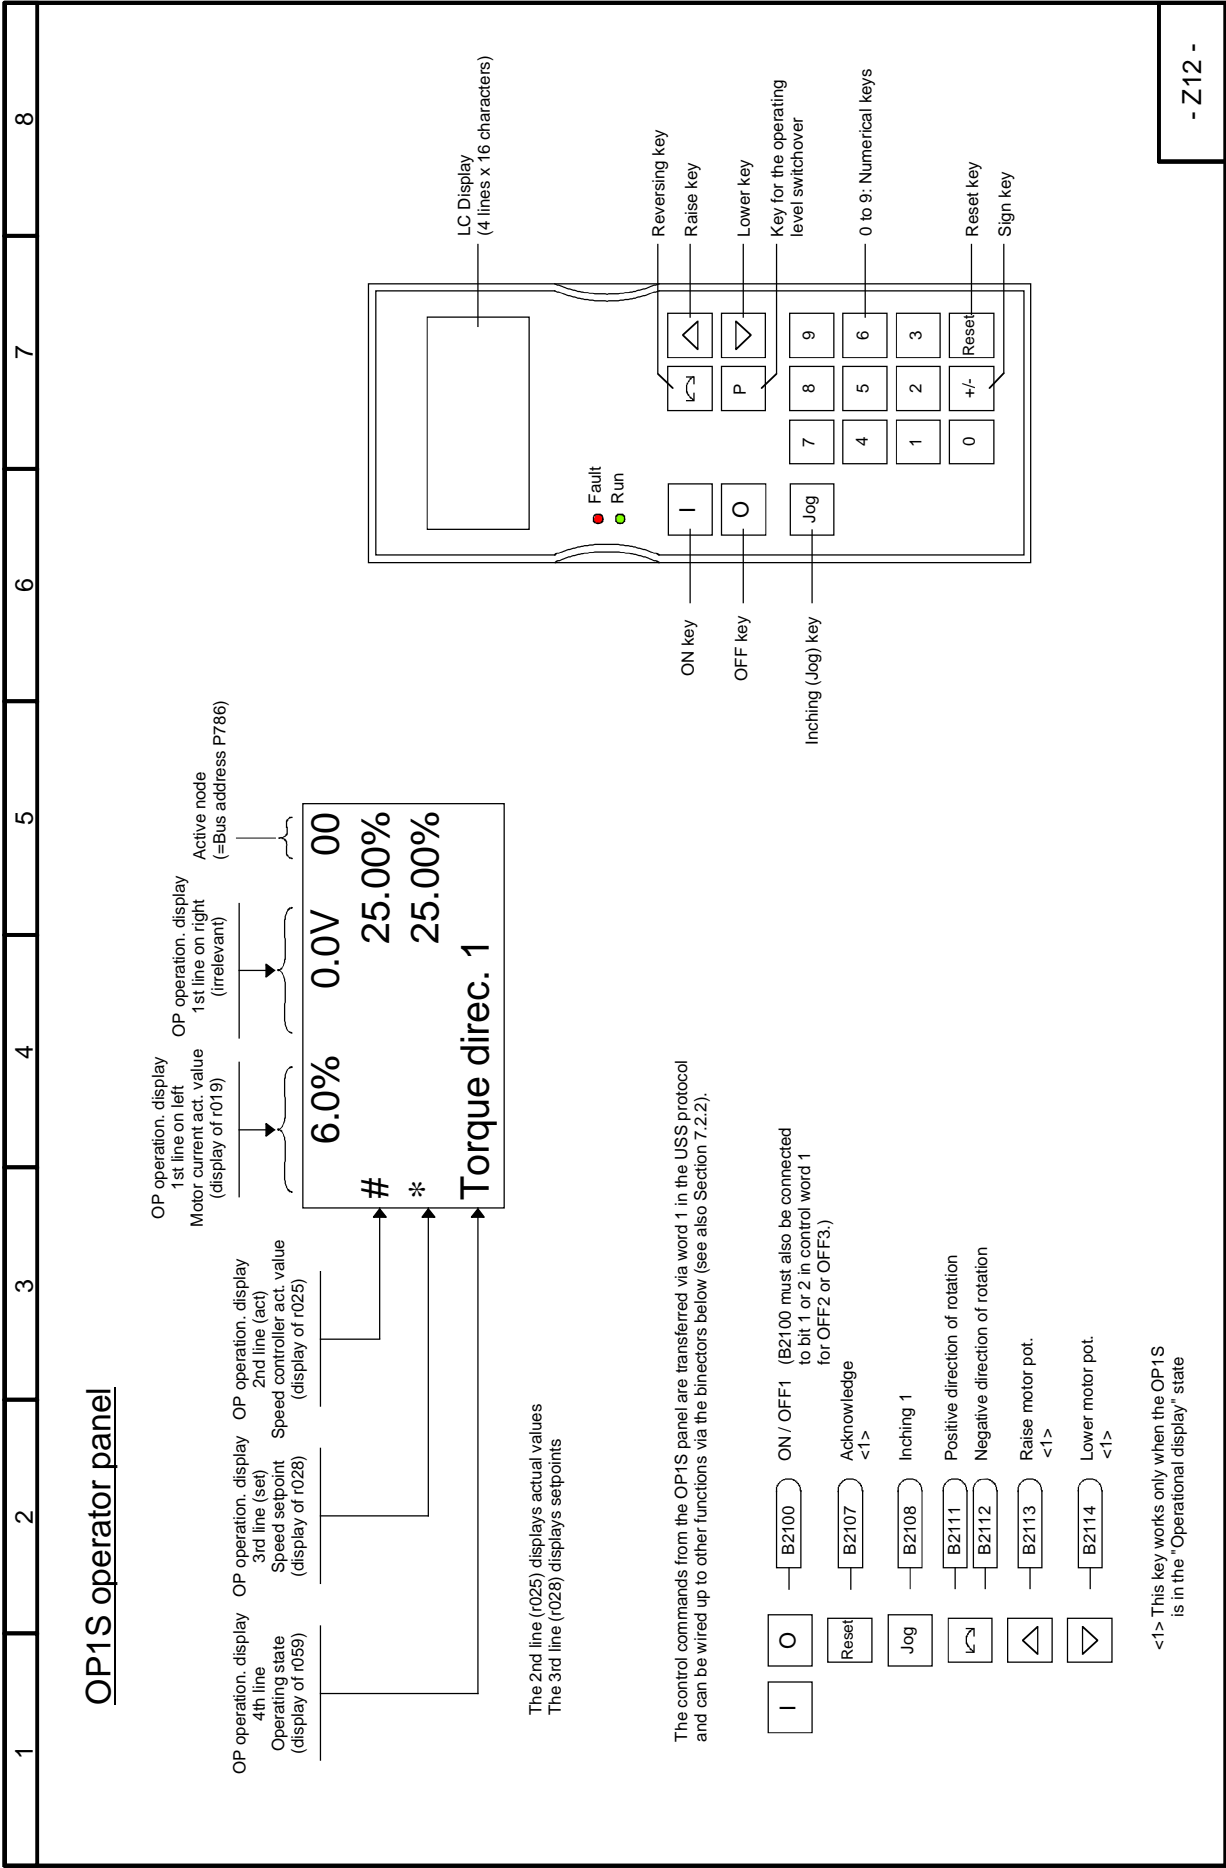 1 2 3 4 5 6 7 8
OP1S operator panel
OP operation. display
4th line
Operating state
(display of r059)
OP operation. display
3rd line (set)
Speed setpoint
(display of r028)
OP operation. display
2nd line (act)
Speed controller act. value
(display of r025)
OP operation. display
1st line on left
Motor current act. value
(display of r019)
OP operation. display
1st line on right
(irrelevant)
Active node
(=Bus address P786)
6.0% 0.0V 00
# 25.00%
* 25.00%
Torque direc. 1
The 2nd line (r025) displays actual values
The 3rd line (r028) displays setpoints
The control commands from the OP1S panel are transferred via word 1 in the USS protocol
and can be wired up to other functions via the binectors below (see also Section 7.2.2).
I O B2100 ON / OFF1 (B2100 must also be connected
to bit 1 or 2 in control word 1
for OFF2 or OFF3.)
Reset B2107 Acknowledge
<1>
Jog B2108 Inching 1
B2111 Positive direction of rotation
B2112 Negative direction of rotation
B2113 Raise motor pot.
<1>
B2114 Lower motor pot.
<1>
<1> This key works only when the OP1S
is in the "Operational display" state
LC Display
(4 lines x 16 characters)
Fault
Run
I
O
Jog
P
7 8 9
4 5 6
1 2 3
0 +/- Reset
ON key
OFF key
Inching (Jog) key
Reversing key
Raise key
Lower key
Key for the operating
level switchover
0 to 9: Numerical keys
Reset key
Sign key
- Z12 -